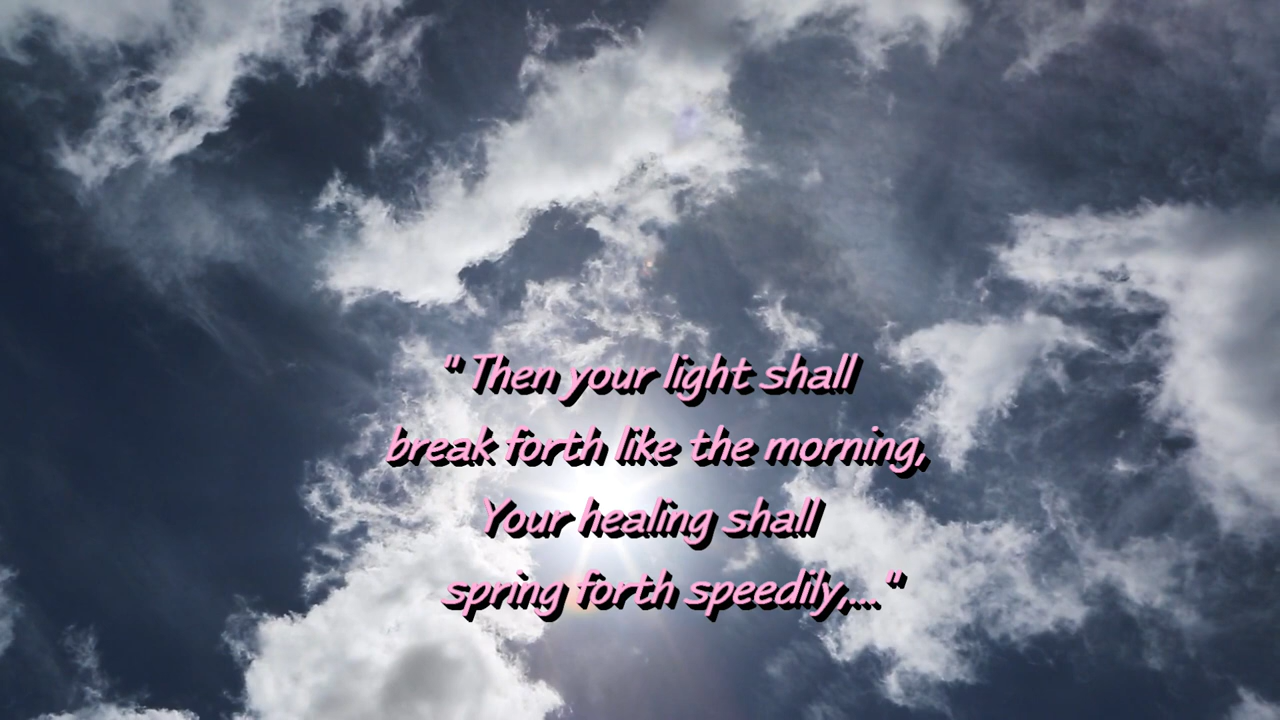 "Then your light shall
break forth like the morning,
Your healing shall
spring forth speedily,..."